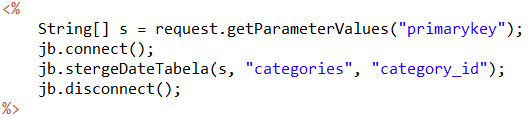 <%
String[] s = request.getParameterValues("primarykey");
jb.connect();
jb.stergeDateTabela(s, "categories", "category_id");
jb.disconnect();
%>